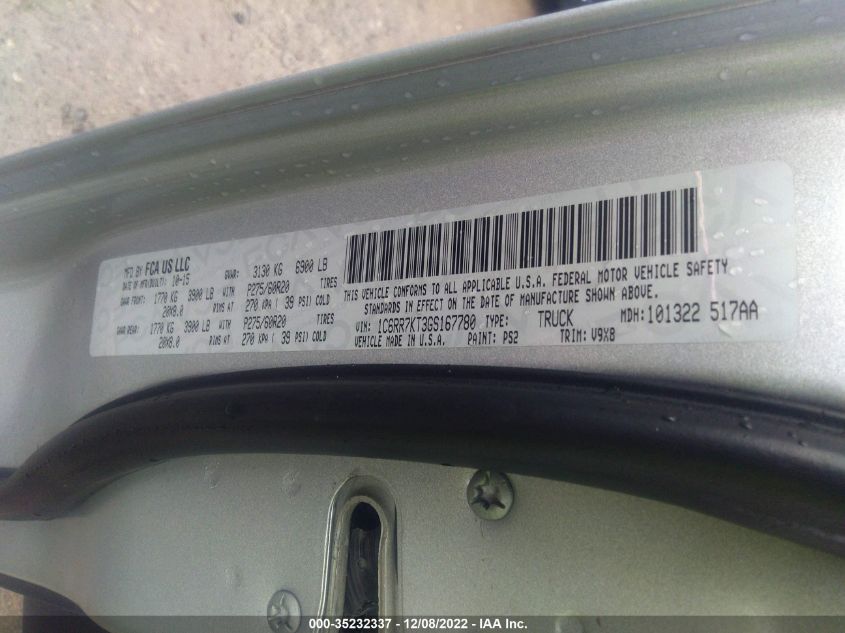 MFD BY FCA US LLC
DATE OF MFR(BUILT): 10-15 GVWR: 3130 KG 6900 LB
GAWR FRONT: 1770 KG 3900 LB WITH P275/60R20 TIRES
20X8.0 RIMS AT 270 KPA ( 39 PSI) COLD
GAWR REAR: 1770 KG 3900 LB WITH P275/60R20 TIRES
20X8.0 RIMS AT 270 KPA ( 39 PSI) COLD
THIS VEHICLE CONFORMS TO ALL APPLICABLE U.S.A. FEDERAL MOTOR VEHICLE SAFETY
STANDARDS IN EFFECT ON THE DATE OF MANUFACTURE SHOWN ABOVE.
VIN: 1C6RR7KT3GS167780 TYPE: TRUCK MDH: 101322 517AA
VEHICLE MADE IN U.S.A. PAINT: PS2 TRIM: V9X8
000-35232337 - 12/08/2022 - IAA Inc.